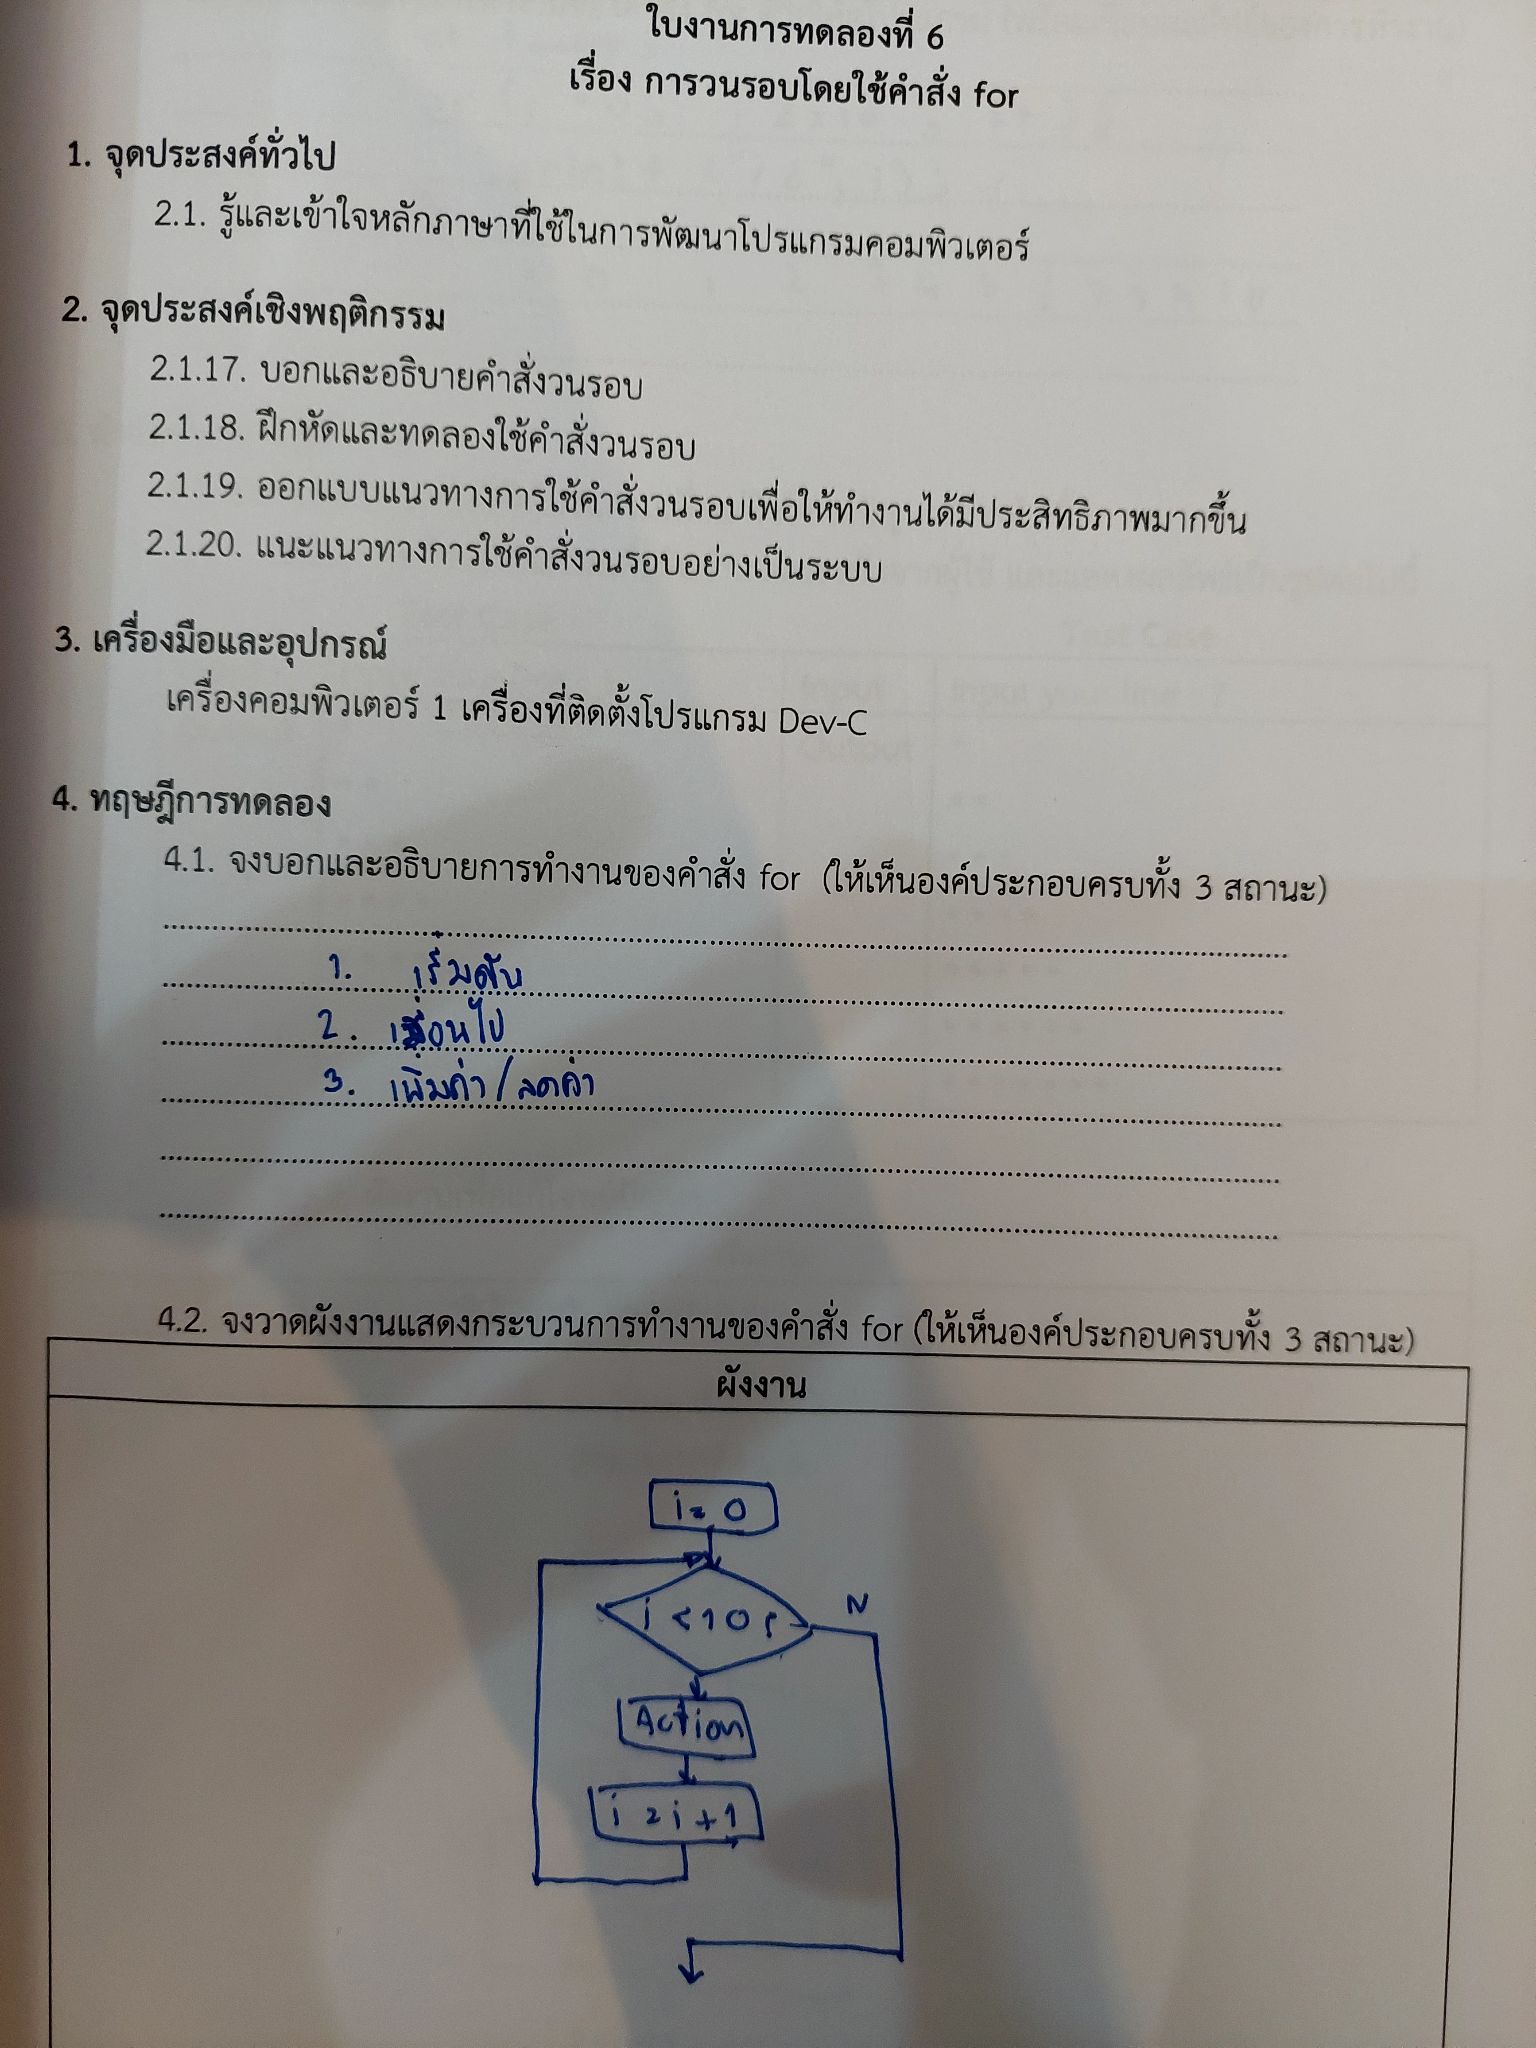 ใบงานการทดลองที่ 6
เรื่อง การวนรอบโดยใช้คำสั่ง for
1. จุดประสงค์ทั่วไป
2.1. รู้และเข้าใจหลักภาษาที่ใช้ในการพัฒนาโปรแกรมคอมพิวเตอร์
2. จุดประสงค์เชิงพฤติกรรม
2.1.17. บอกและอธิบายคำสั่งวนรอบ
2.1.18. ฝึกหัดและทดลองใช้คำสั่งวนรอบ
2.1.19. ออกแบบแนวทางการใช้คำสั่งวนรอบเพื่อให้ทำงานได้มีประสิทธิภาพมากขึ้น
2.1.20. แนะแนวทางการใช้คำสั่งวนรอบอย่างเป็นระบบ
3. เครื่องมือและอุปกรณ์
เครื่องคอมพิวเตอร์ 1 เครื่องที่ติดตั้งโปรแกรม Dev-C
4. ทฤษฎีการทดลอง
4.1. จงบอกและอธิบายการทำงานของคำสั่ง for (ให้เห็นองค์ประกอบครบทั้ง 3 สถานะ)
1. เริ่มต้น
2. เงื่อนไข
3. เพิ่มค่า/ลดค่า
4.2. จงวาดผังงานแสดงกระบวนการทำงานของคำสั่ง for (ให้เห็นองค์ประกอบครบทั้ง 3 สถานะ)
ผังงาน
i = 0
i < 10
N
Action
i = i + 1